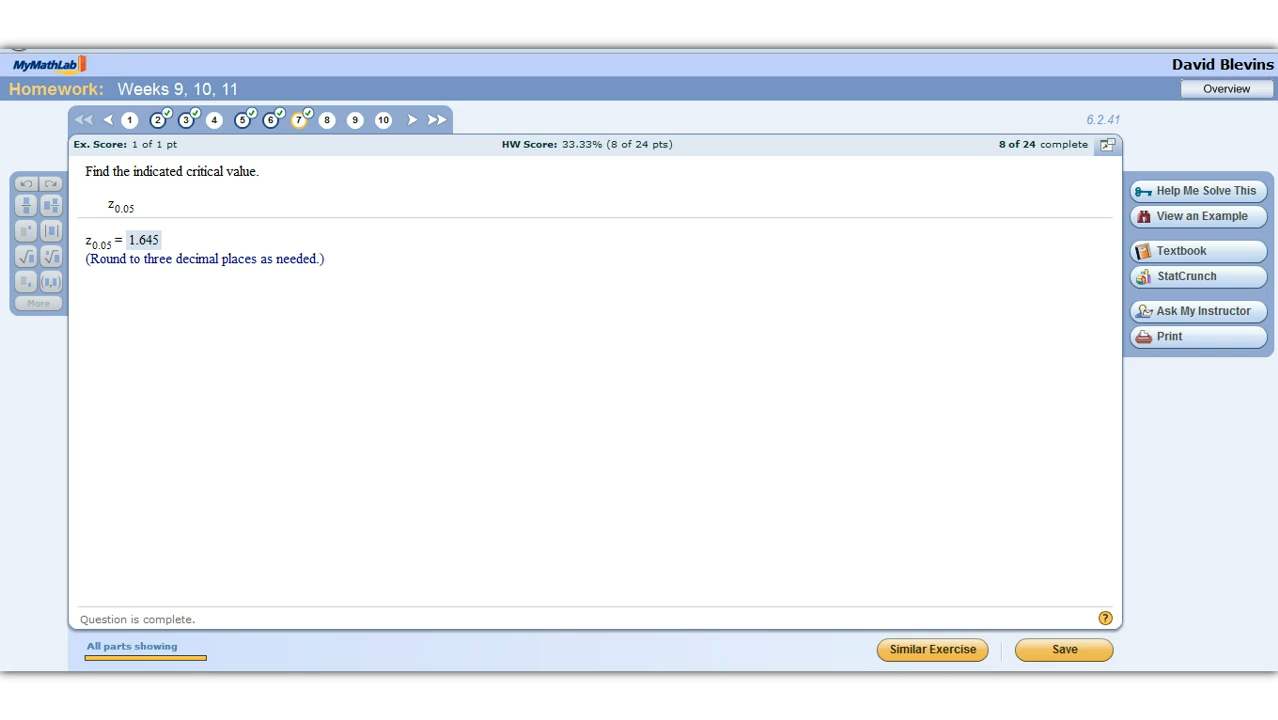 MyMathLab
David Blevins
Homework: Weeks 9, 10, 11
Overview
1 2 3 4 5 6 7 8 9 10
6.2.41
Ex. Score: 1 of 1 pt
HW Score: 33.33% (8 of 24 pts)
8 of 24 complete
Find the indicated critical value.
z0.05
z0.05 = 1.645
(Round to three decimal places as needed.)
More
Help Me Solve This
View an Example
Textbook
StatCrunch
Ask My Instructor
Print
Question is complete.
?
All parts showing
Similar Exercise
Save